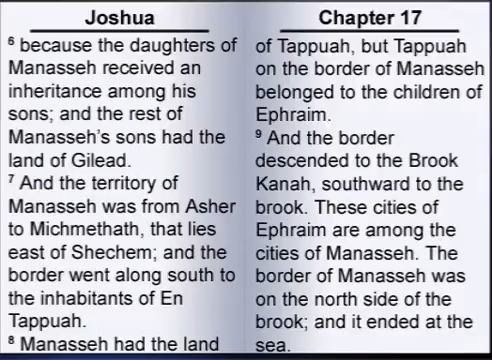 Joshua
⁶ because the daughters of
Manasseh received an
inheritance among his
sons; and the rest of
Manasseh's sons had the
land of Gilead.
⁷ And the territory of
Manasseh was from Asher
to Michmethath, that lies
east of Shechem; and the
border went along south to
the inhabitants of En
Tappuah.
⁸ Manasseh had the land
Chapter 17
of Tappuah, but Tappuah
on the border of Manasseh
belonged to the children of
Ephraim.
⁹ And the border
descended to the Brook
Kanah, southward to the
brook. These cities of
Ephraim are among the
cities of Manasseh. The
border of Manasseh was
on the north side of the
brook; and it ended at the
sea.